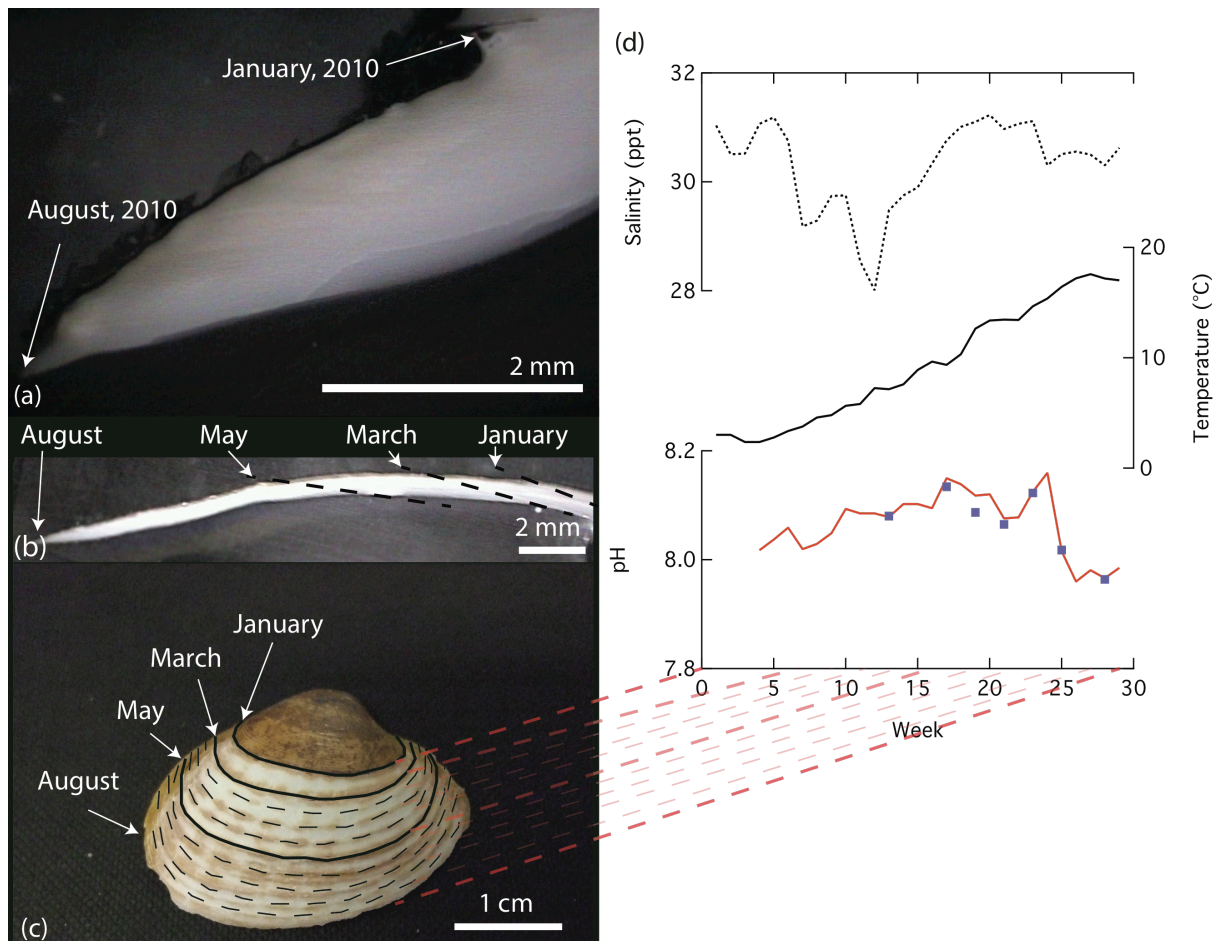 January, 2010
August, 2010
2 mm
(a)
August
May
March
January
2 mm
(b)
January
March
May
August
1 cm
(c)
(d)
32
30
28
Salinity (ppt)
20
10
0
Temperature (°C)
8.2
8.0
7.8
pH
0 5 10 15 20 25 30
Week